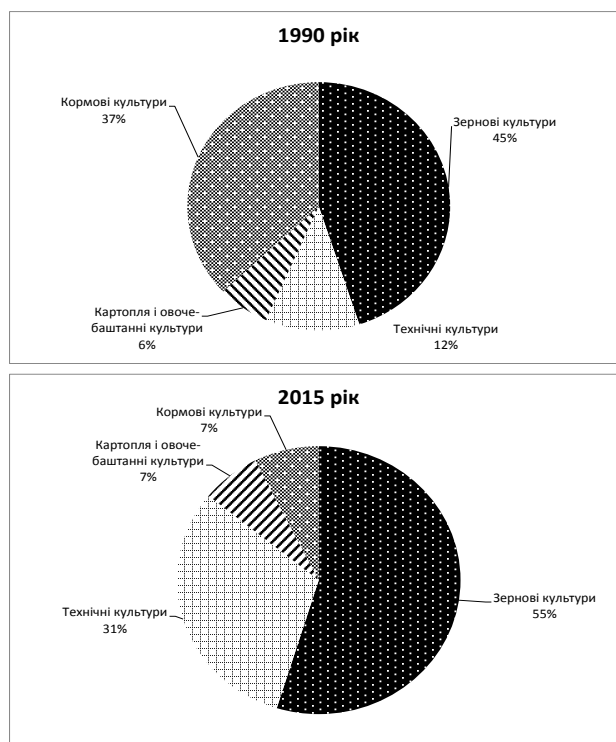 1990 рік
Кормові культури
37%
Зернові культури
45%
Картопля і овоче-
баштанні культури
6%
Технічні культури
12%
2015 рік
Кормові культури
7%
Картопля і овоче-
баштанні культури
7%
Технічні культури
31%
Зернові культури
55%